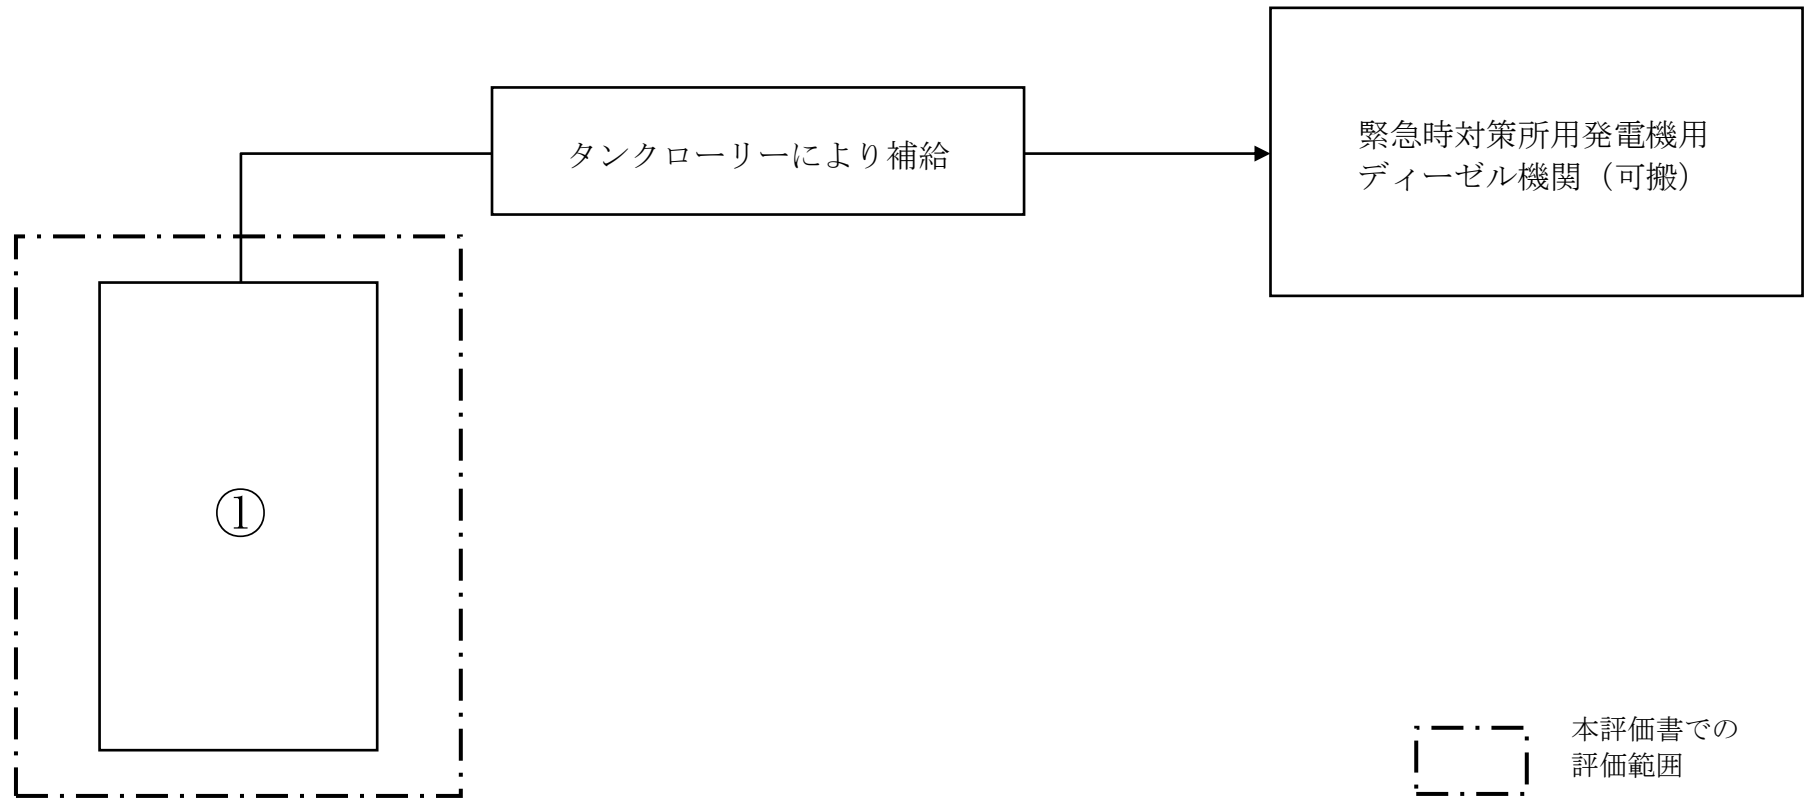 緊急時対策所用発電機用
ディーゼル機関（可搬）
タンクローリーにより補給
①
本評価書での
評価範囲